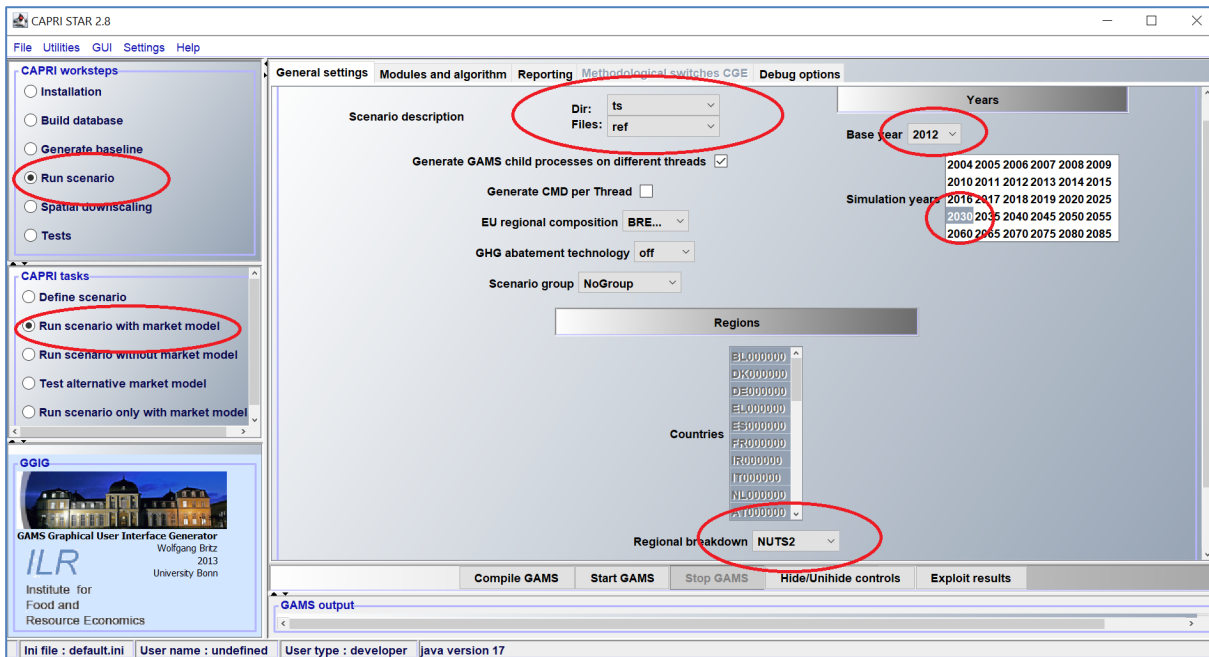 CAPRI STAR 2.8
File Utilities GUI Settings Help
CAPRI worksteps
Installation
Build database
Generate baseline
Run scenario
Spatial downscaling
Tests
CAPRI tasks
Define scenario
Run scenario with market model
Run scenario without market model
Test alternative market model
Run scenario only with market model
GGIG
GAMS Graphical User Interface Generator
Wolfgang Britz
2013
University Bonn
ILR
Institute for
Food and
Resource Economics
General settings Modules and algorithm Reporting Methodological switches CGE Debug options
Scenario description
Dir: ts
Files: ref
Generate GAMS child processes on different threads
Generate CMD per Thread
EU regional composition BRE...
GHG abatement technology off
Scenario group NoGroup
Years
Base year 2012
Simulation years
2004 2005 2006 2007 2008 2009
2010 2011 2012 2013 2014 2015
2016 2017 2018 2019 2020 2025
2030 2035 2040 2045 2050 2055
2060 2065 2070 2075 2080 2085
Regions
Countries
BL000000
DK000000
DE000000
EL000000
ES000000
FR000000
IR000000
IT000000
NL000000
AT000000
Regional breakdown NUTS2
Compile GAMS Start GAMS Stop GAMS Hide/Unihide controls Exploit results
GAMS output
Ini file : default.ini User name : undefined User type : developer java version 17